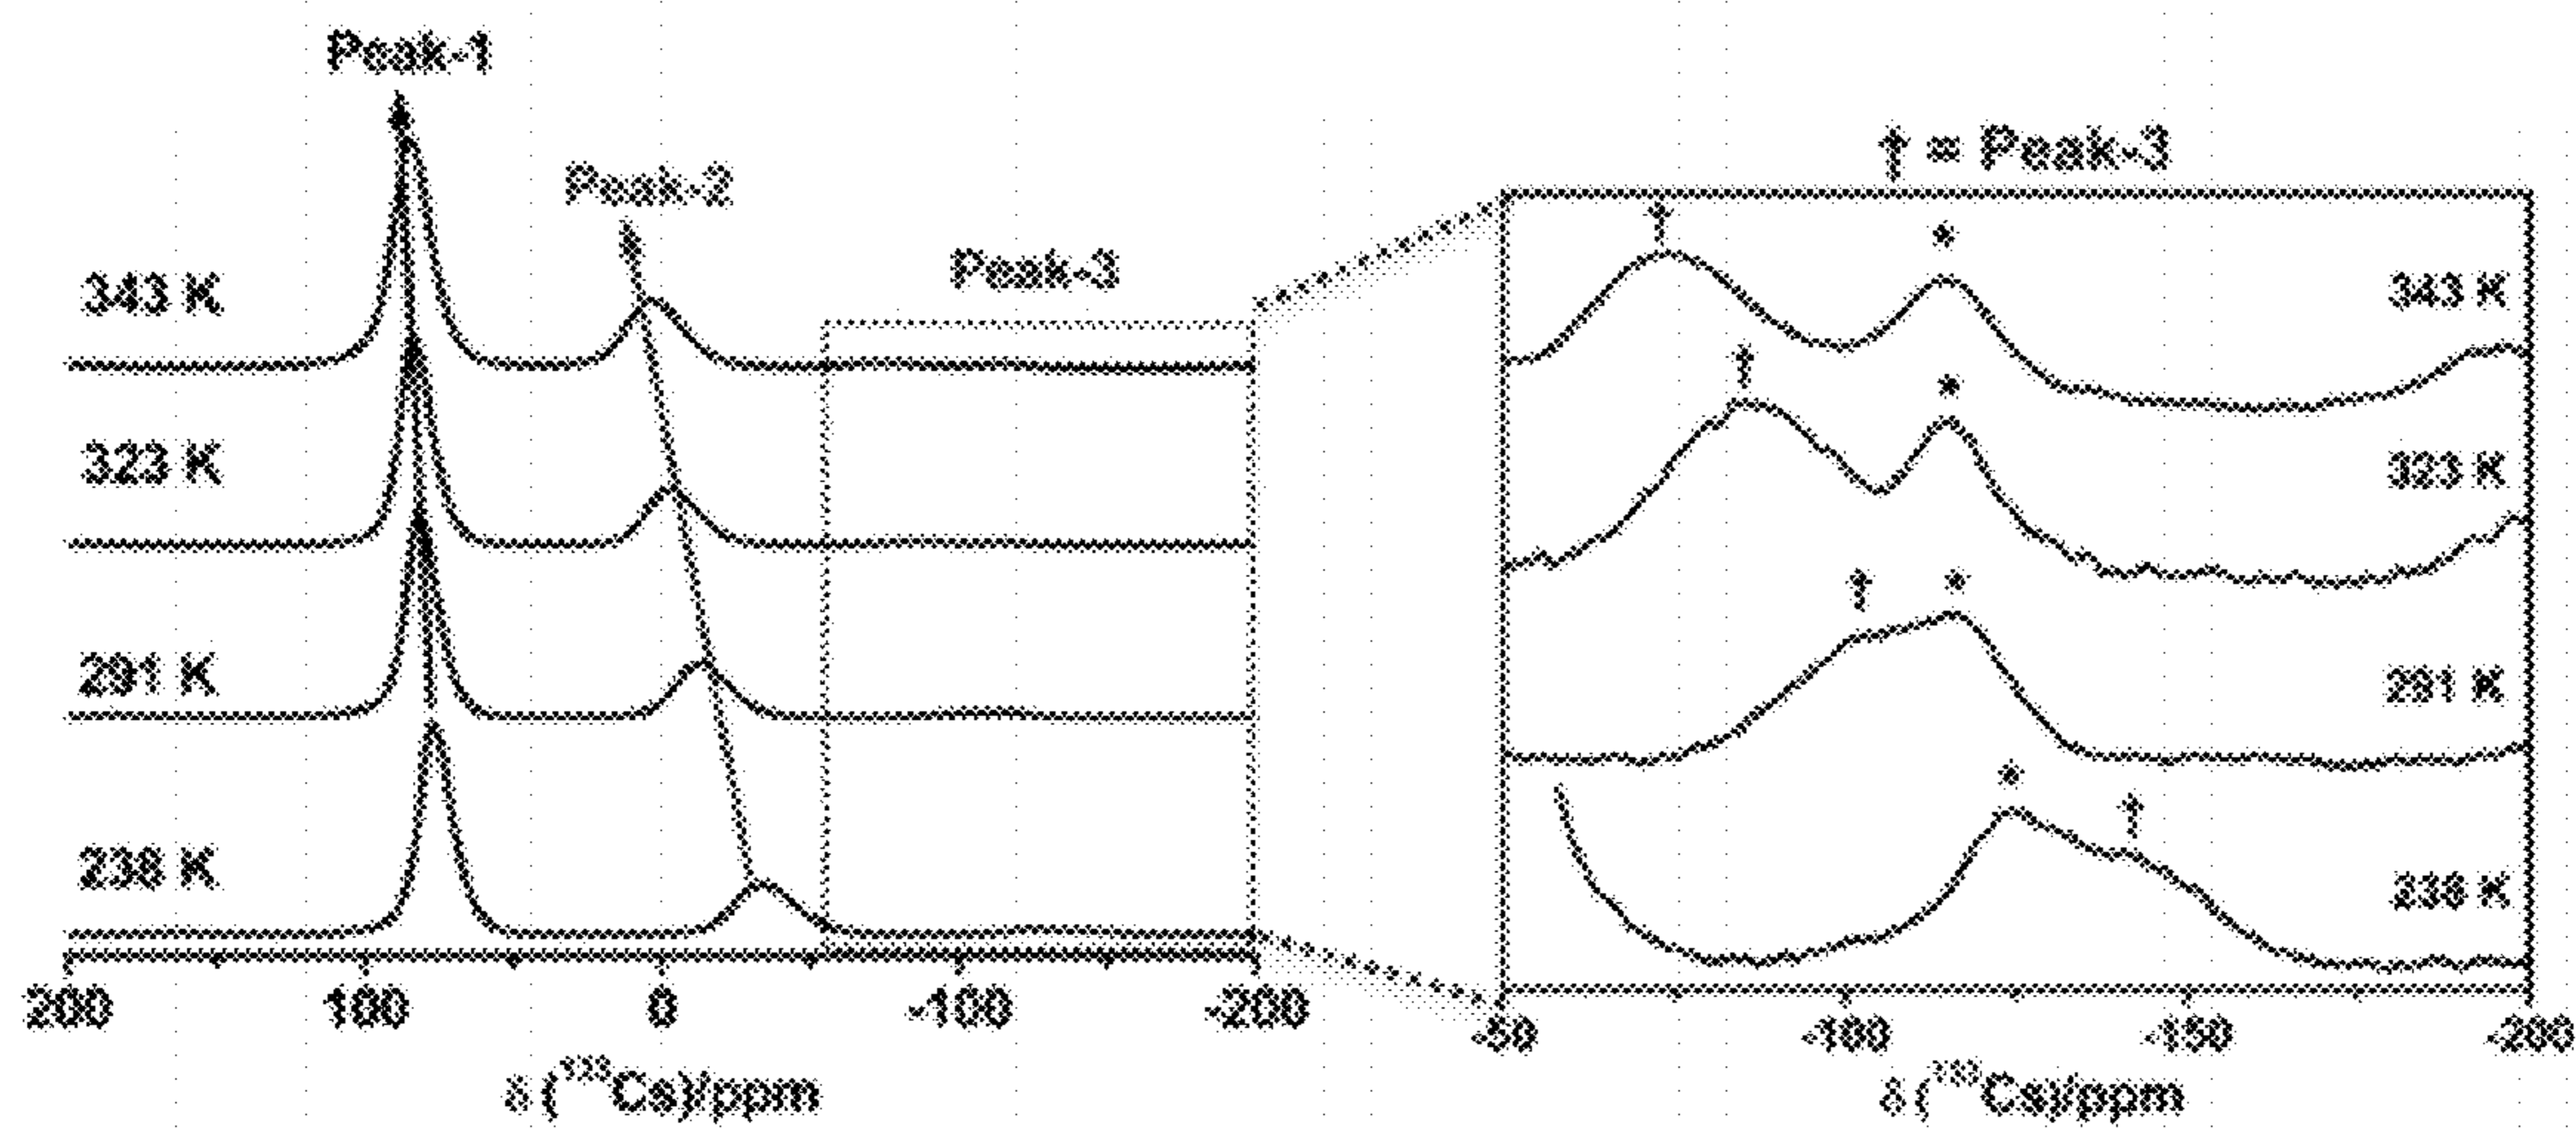 Peak-1
Peak-2
Peak-3
343 K
323 K
291 K
238 K
200 100 0 -100 -200
δ (¹³³Cs)/ppm
† = Peak-3
† *
343 K
† *
323 K
† *
291 K
* †
238 K
-50 -100 -150 -200
δ (¹³³Cs)/ppm